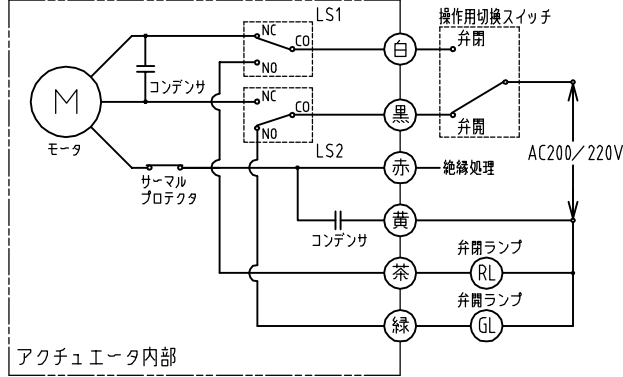 LS1
操作用切換スイッチ
NC
CO
白
弁閉
NO
コンデンサ
M
NC
CO
黒
弁開
NO
モータ
LS2
AC200/220V
サーマル
プロテクタ
赤
絶縁処理
コンデンサ
黄
弁閉ランプ
茶
RL
弁開ランプ
緑
GL
アクチュエータ内部